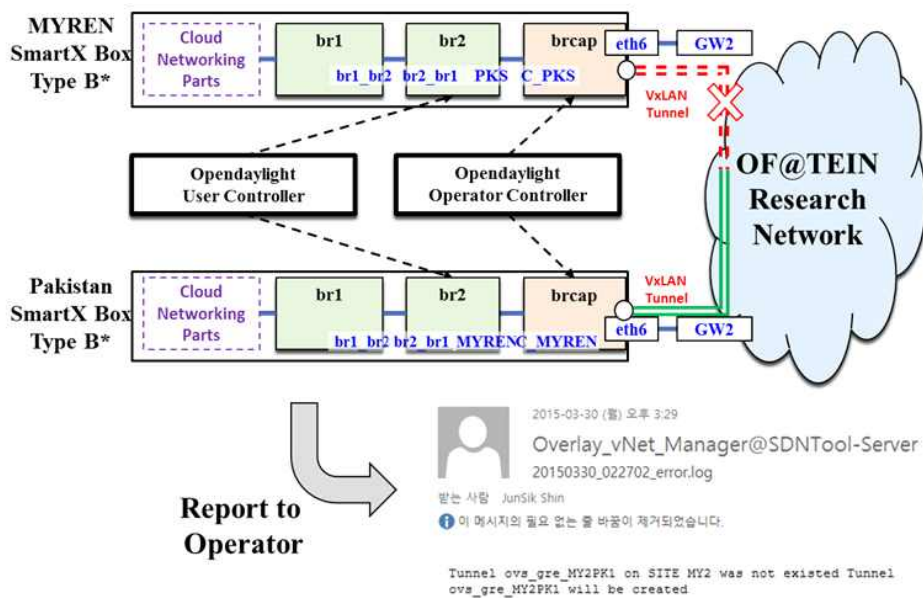 MYREN
SmartX Box
Type B*
Cloud
Networking
Parts
br1
br2
brcap
br1_br2 br2_br1 PKS C_PKS
eth6
GW2
VxLAN
Tunnel
Opendaylight
User Controller
Opendaylight
Operator Controller
OF@TEIN
Research
Network
Pakistan
SmartX Box
Type B*
Cloud
Networking
Parts
br1
br2
brcap
br1_br2 br2_br1_MYREN C_MYREN
VxLAN
Tunnel
eth6
GW2
Report to
Operator
2015-03-30 (월) 오후 3:29
Overlay_vNet_Manager@SDNTool-Server
20150330_022702_error.log
받는 사람 JunSik Shin
이 메시지의 필요 없는 줄 바꿈이 제거되었습니다.
Tunnel ovs_gre_MY2PK1 on SITE MY2 was not existed Tunnel
ovs_gre_MY2PK1 will be created